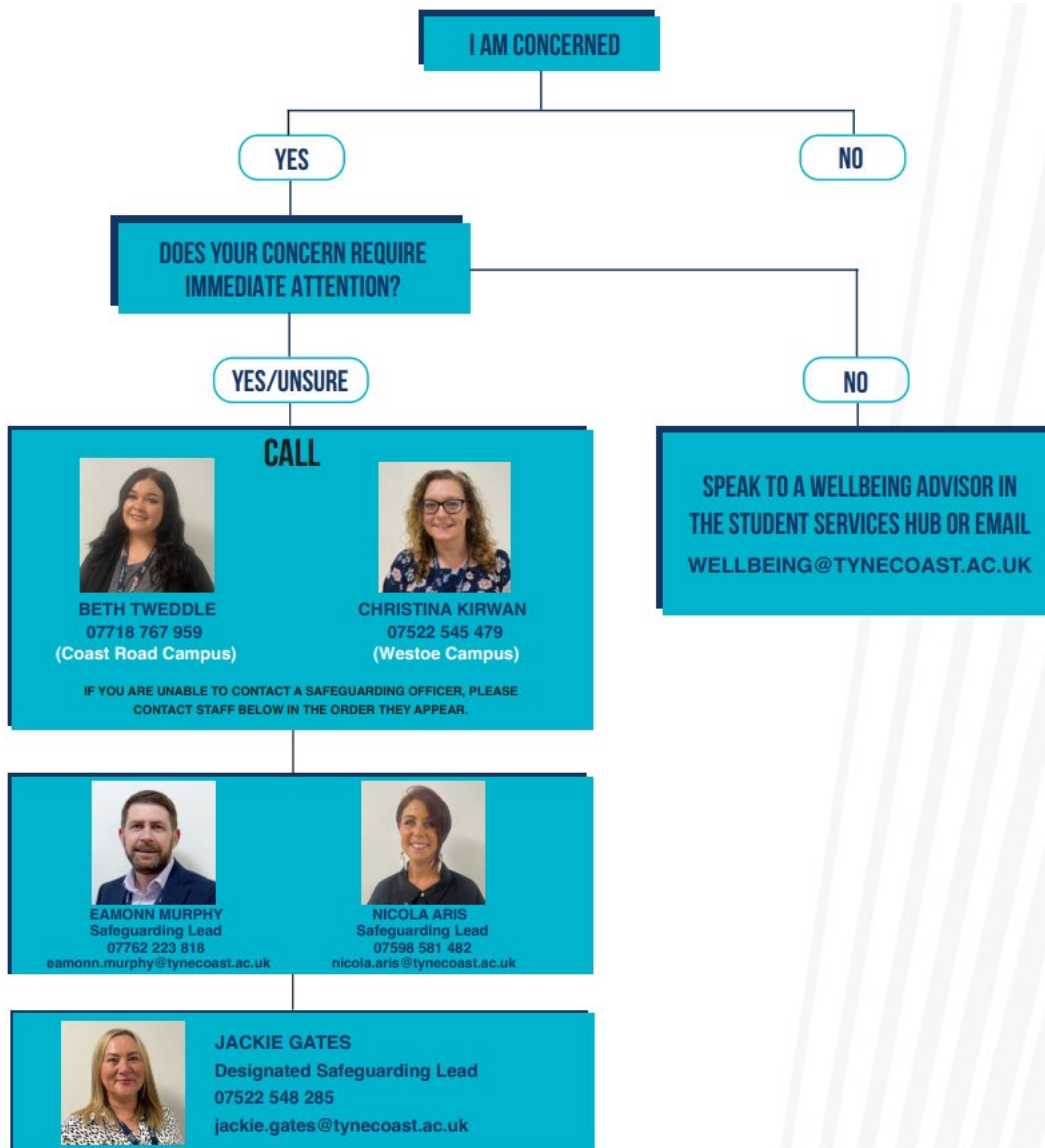 I AM CONCERNED
YES
NO
DOES YOUR CONCERN REQUIRE
IMMEDIATE ATTENTION?
YES/UNSURE
NO
CALL
BETH TWEDDLE
07718 767 959
(Coast Road Campus)
CHRISTINA KIRWAN
07522 545 479
(Westoe Campus)
IF YOU ARE UNABLE TO CONTACT A SAFEGUARDING OFFICER, PLEASE
CONTACT STAFF BELOW IN THE ORDER THEY APPEAR.
SPEAK TO A WELLBEING ADVISOR IN
THE STUDENT SERVICES HUB OR EMAIL
WELLBEING@TYNECOAST.AC.UK
EAMONN MURPHY
Safeguarding Lead
07762 223 818
eamonn.murphy@tynecoast.ac.uk
NICOLA ARIS
Safeguarding Lead
07598 581 482
nicola.aris@tynecoast.ac.uk
JACKIE GATES
Designated Safeguarding Lead
07522 548 285
jackie.gates@tynecoast.ac.uk